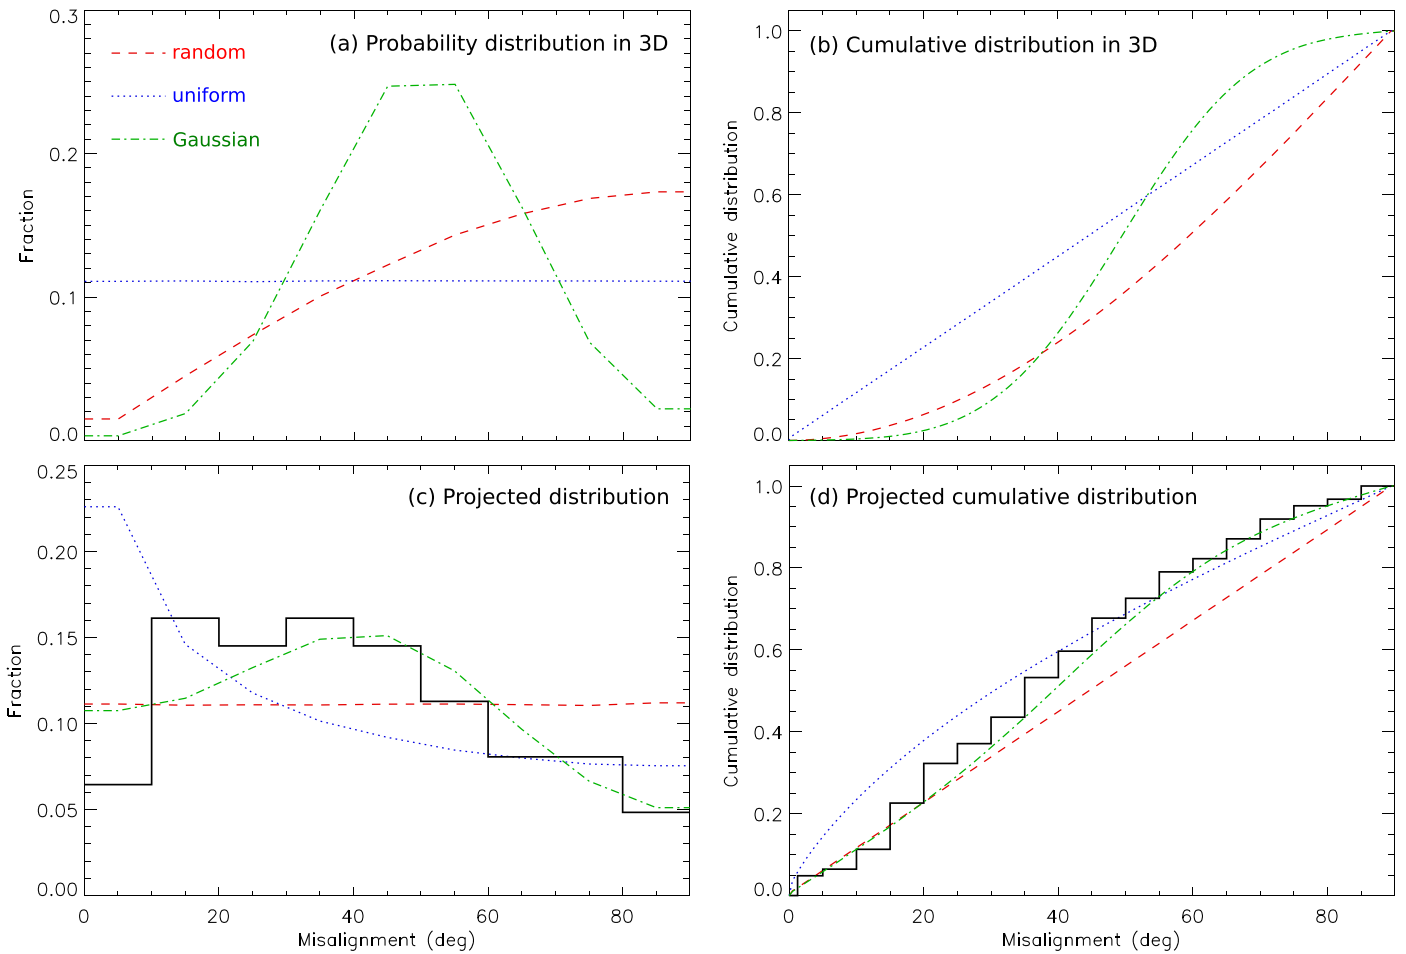 (a) Probability distribution in 3D
random
uniform
Gaussian
0.3
0.2
0.1
0.0
Fraction
(b) Cumulative distribution in 3D
1.0
0.8
0.6
0.4
0.2
0.0
Cumulative distribution
(c) Projected distribution
0.25
0.20
0.15
0.10
0.05
0.00
Fraction
0 20 40 60 80
Misalignment (deg)
(d) Projected cumulative distribution
1.0
0.8
0.6
0.4
0.2
0.0
Cumulative distribution
0 20 40 60 80
Misalignment (deg)